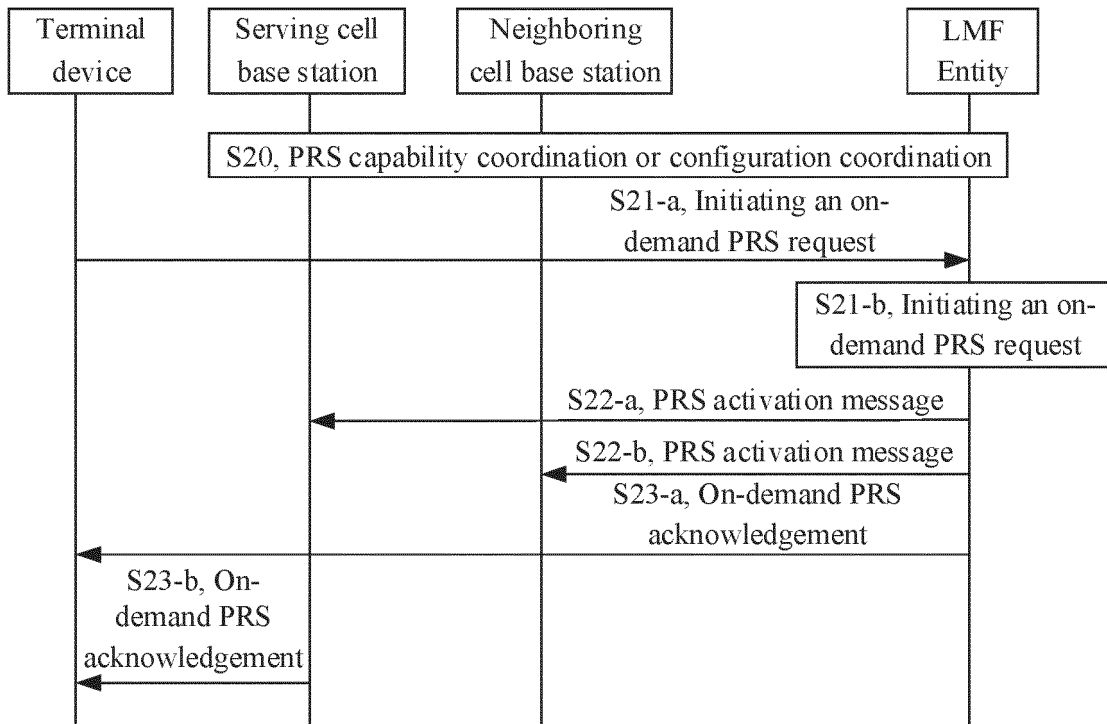 Terminal
device
Serving cell
base station
Neighboring
cell base station
LMF
Entity
S20, PRS capability coordination or configuration coordination
S21-a, Initiating an on-
demand PRS request
S21-b, Initiating an on-
demand PRS request
S22-a, PRS activation message
S22-b, PRS activation message
S23-a, On-demand PRS
acknowledgement
S23-b, On-
demand PRS
acknowledgement